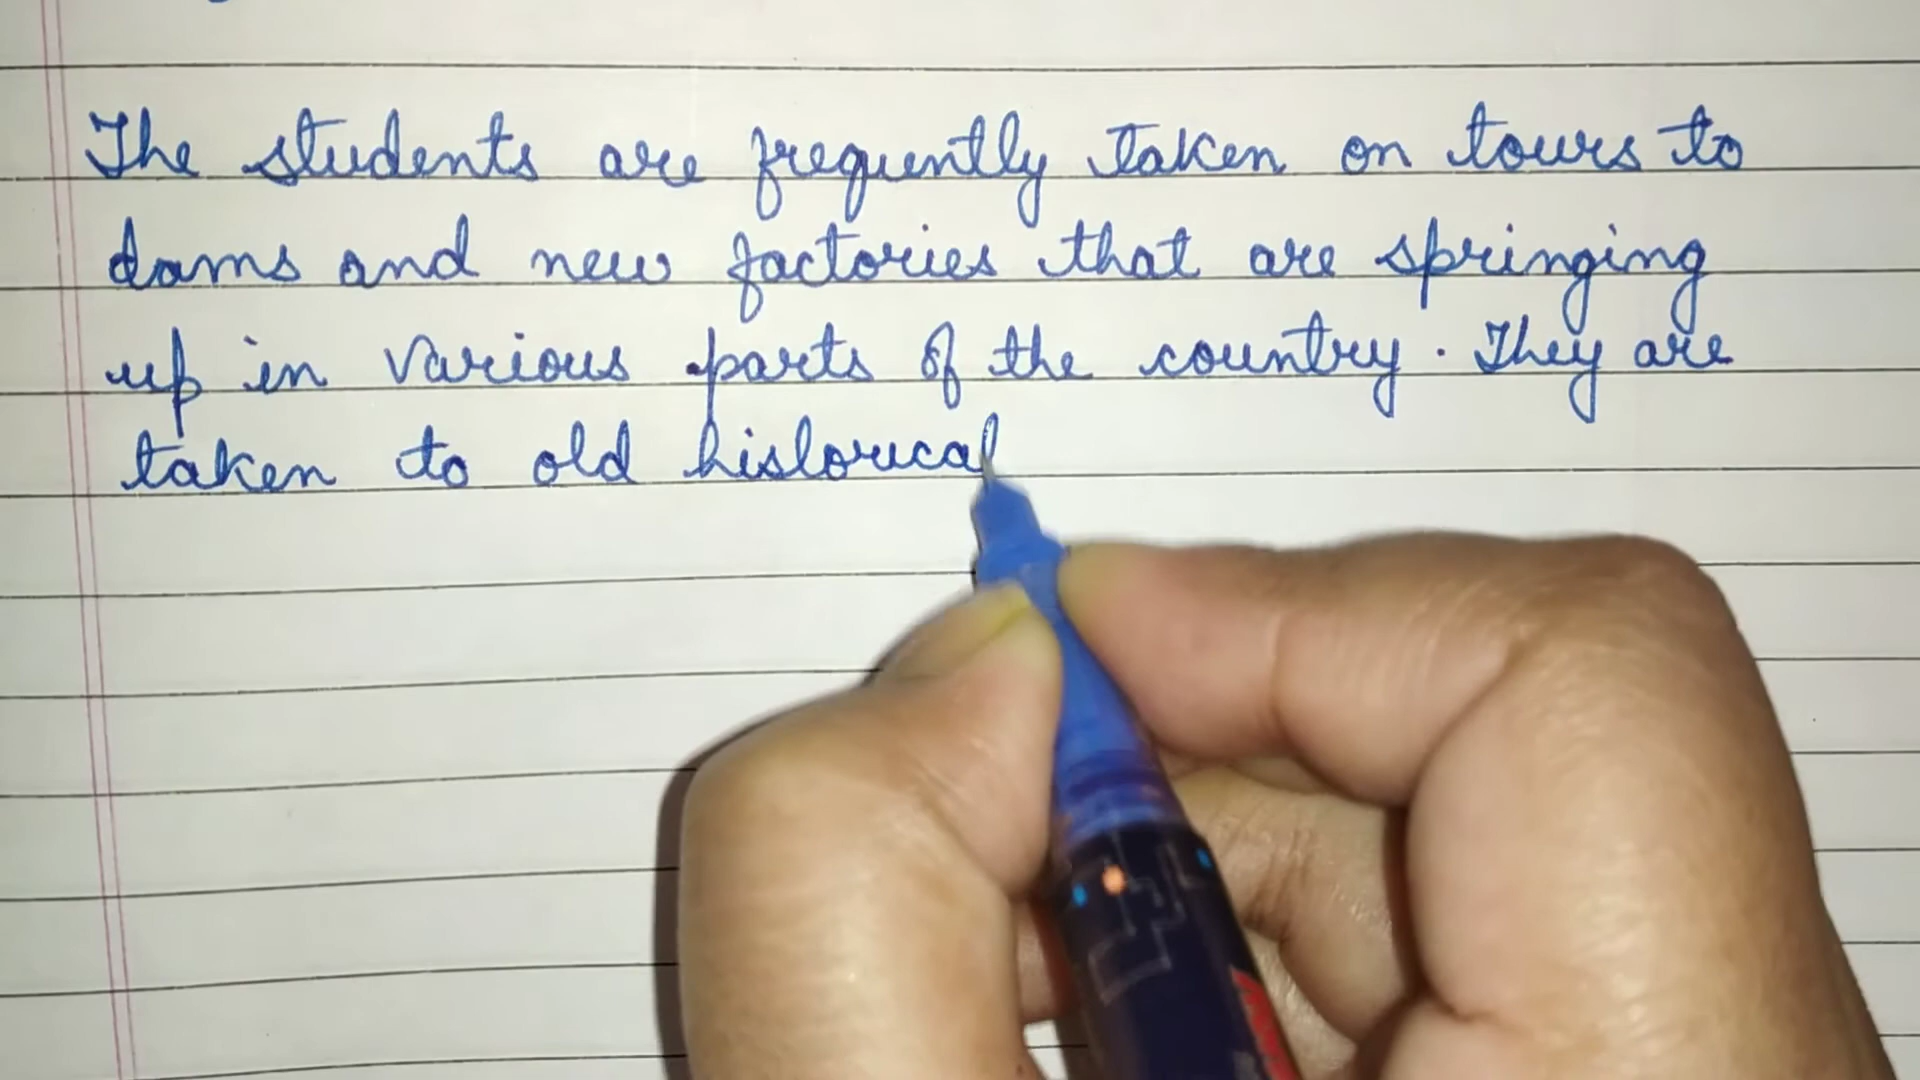 The students are frequently taken on tours to
dams and new factories that are springing
up in various parts of the country. They are
taken to old historical